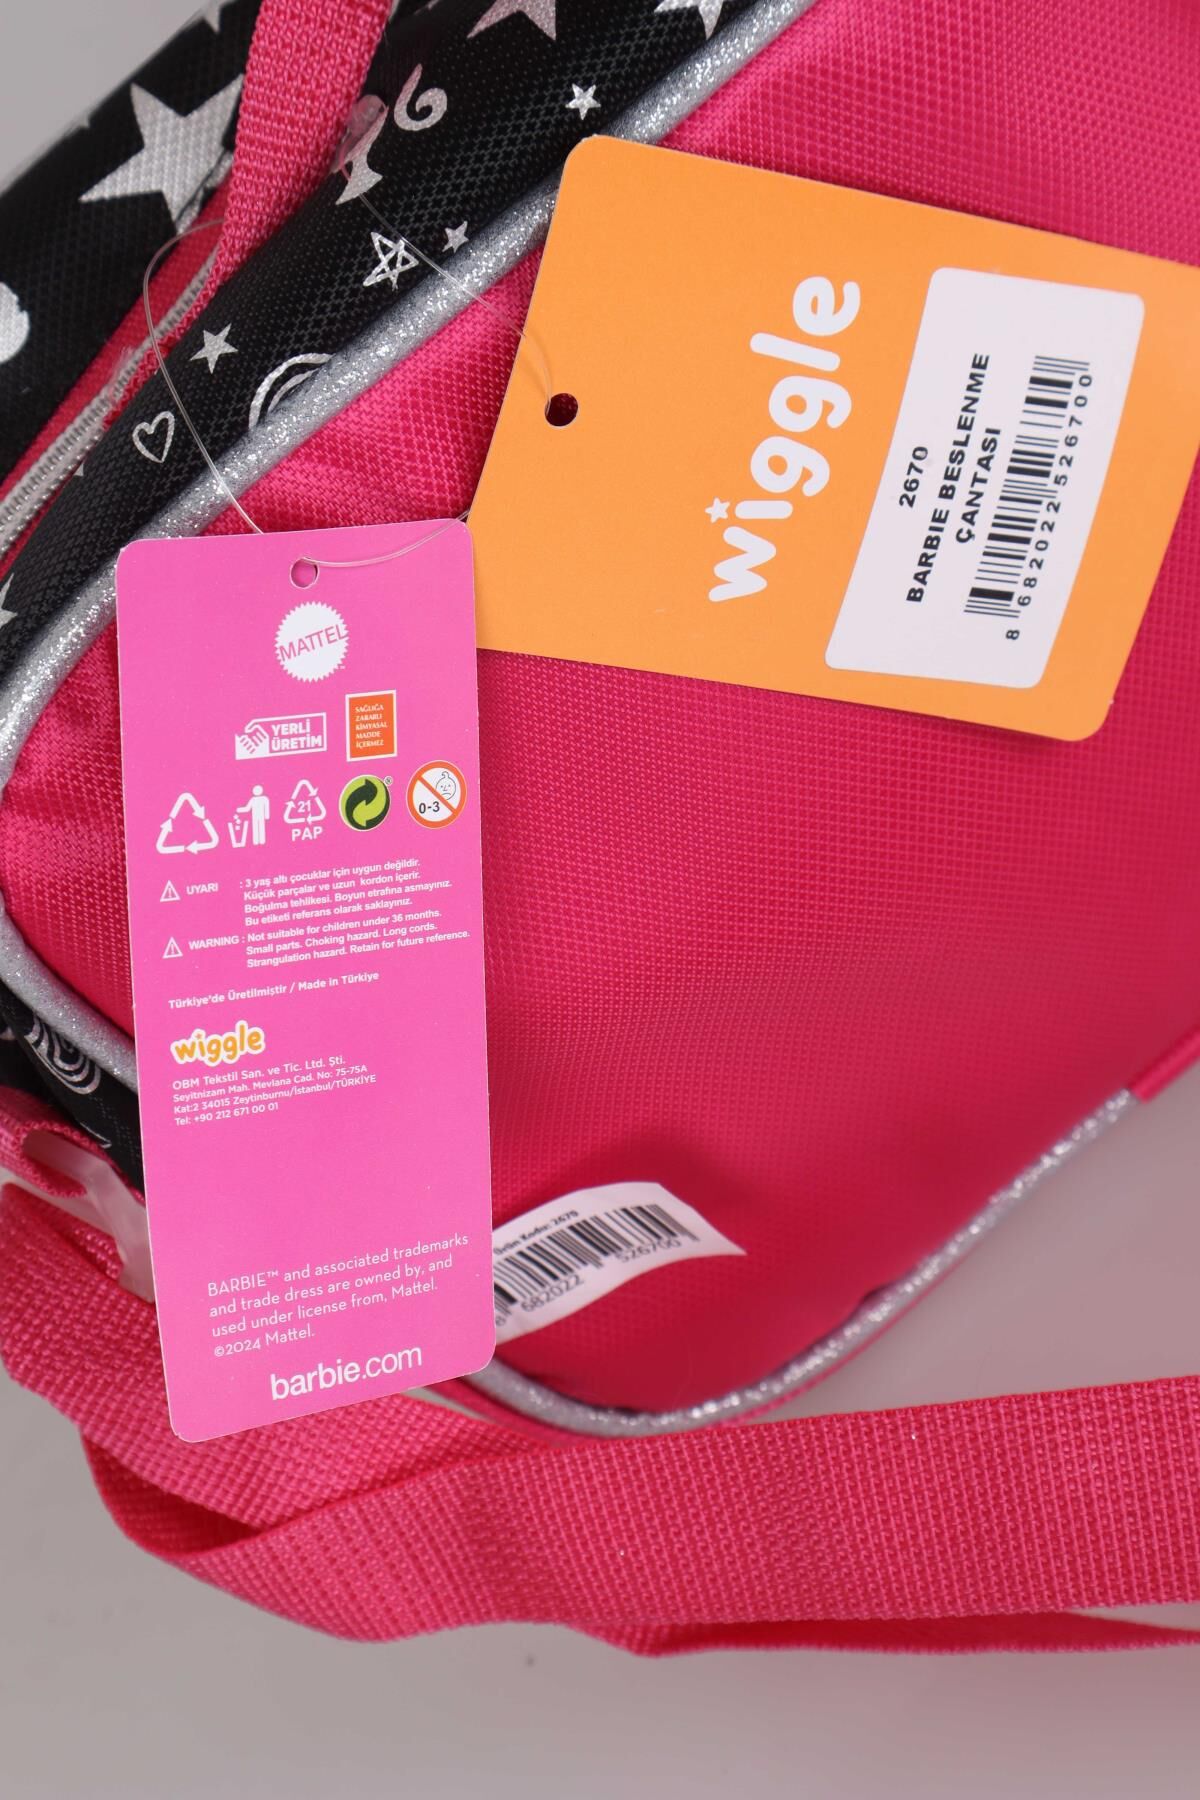 wiggle
2670
BARBIE BESLENME
ÇANTASI
8 682022 526700
MATTEL
YERLİ
ÜRETİM
SAĞLIĞA
ZARARLI
KİMYASAL
MADDE
İÇERMEZ
21
PAP
0-3
UYARI : 3 yaş altı çocuklar için uygun değildir.
Küçük parçalar ve uzun kordon içerir.
Boğulma tehlikesi. Boyun etrafına asmayınız.
Bu etiketi referans olarak saklayınız.
WARNING : Not suitable for children under 36 months.
Small parts. Choking hazard. Long cords.
Strangulation hazard. Retain for future reference.
Türkiye'de Üretilmiştir / Made in Türkiye
wiggle
OBM Tekstil San. ve Tic. Ltd. Şti.
Seyitnizam Mah. Mevlana Cad. No: 75-75A
Kat:2 34015 Zeytinburnu/İstanbul/TÜRKİYE
Tel: +90 212 671 00 01
BARBIE™ and associated trademarks
and trade dress are owned by, and
used under license from, Mattel.
©2024 Mattel.
barbie.com
Ürün Kodu: 2670
8 682022 526700